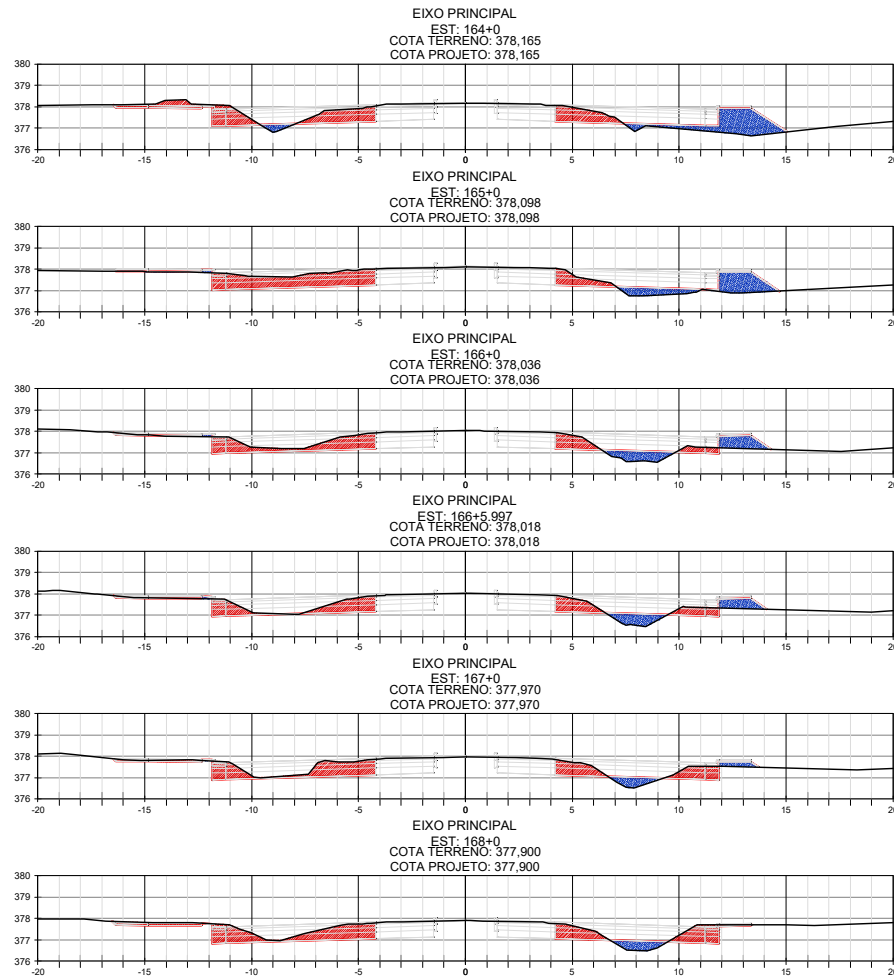 EIXO PRINCIPAL
EST: 164+0
COTA TERRENO: 378,165
COTA PROJETO: 378,165
380
379
378
377
376
-20 -15 -10 -5 0 5 10 15 20
EIXO PRINCIPAL
EST: 165+0
COTA TERRENO: 378,098
COTA PROJETO: 378,098
380
379
378
377
376
-20 -15 -10 -5 0 5 10 15 20
EIXO PRINCIPAL
EST: 166+0
COTA TERRENO: 378,036
COTA PROJETO: 378,036
380
379
378
377
376
-20 -15 -10 -5 0 5 10 15 20
EIXO PRINCIPAL
EST: 166+5.997
COTA TERRENO: 378,018
COTA PROJETO: 378,018
380
379
378
377
376
-20 -15 -10 -5 0 5 10 15 20
EIXO PRINCIPAL
EST: 167+0
COTA TERRENO: 377,970
COTA PROJETO: 377,970
380
379
378
377
376
-20 -15 -10 -5 0 5 10 15 20
EIXO PRINCIPAL
EST: 168+0
COTA TERRENO: 377,900
COTA PROJETO: 377,900
380
379
378
377
376
-20 -15 -10 -5 0 5 10 15 20